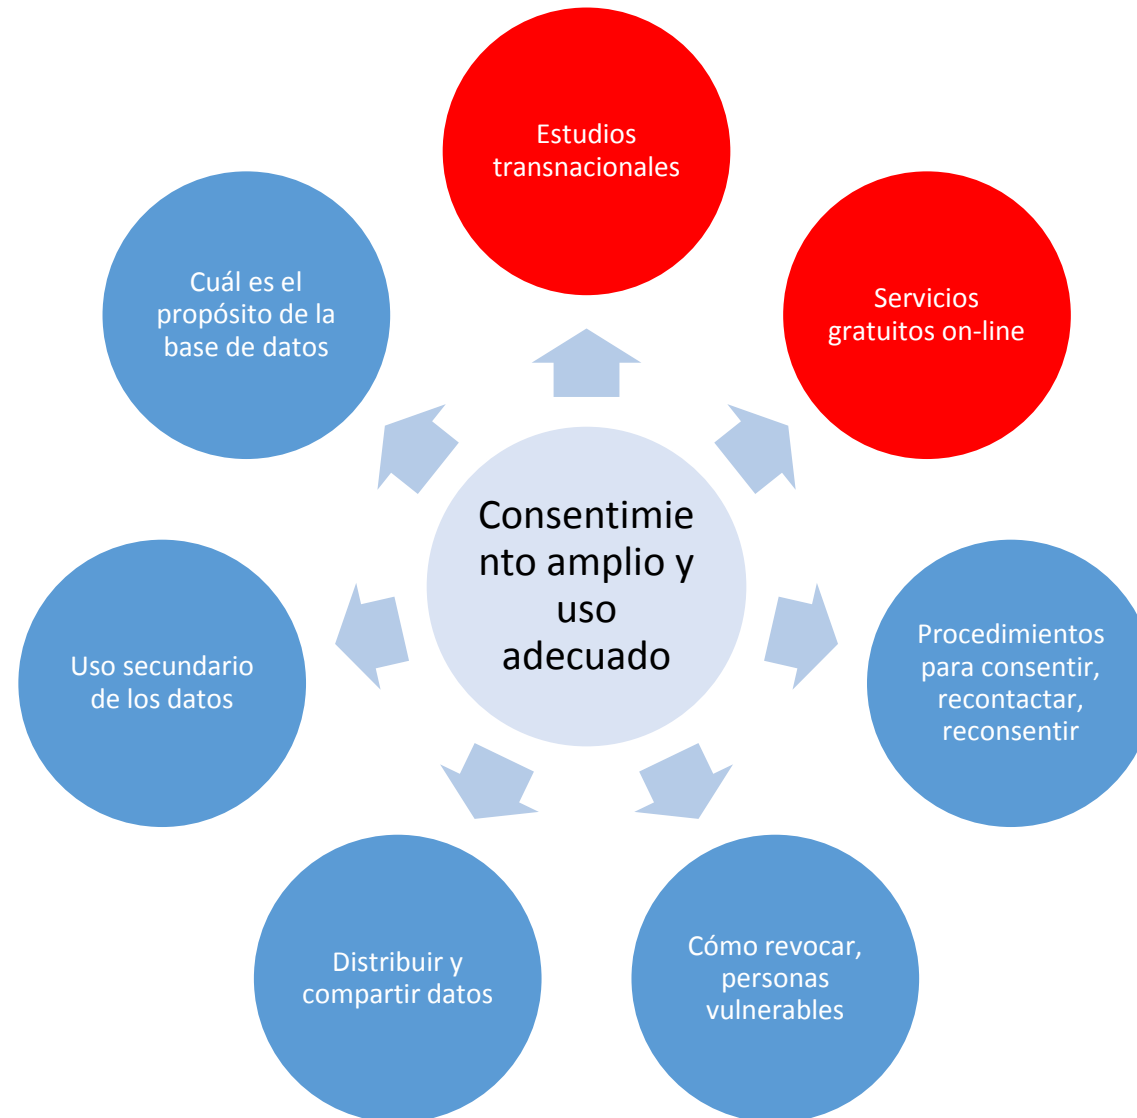 Estudios
transnacionales
Servicios
gratuitos on-line
Procedimientos
para consentir,
recontactar,
reconsentir
Cómo revocar,
personas
vulnerables
Distribuir y
compartir datos
Uso secundario
de los datos
Cuál es el
propósito de la
base de datos
Consentimie
nto amplio y
uso
adecuado